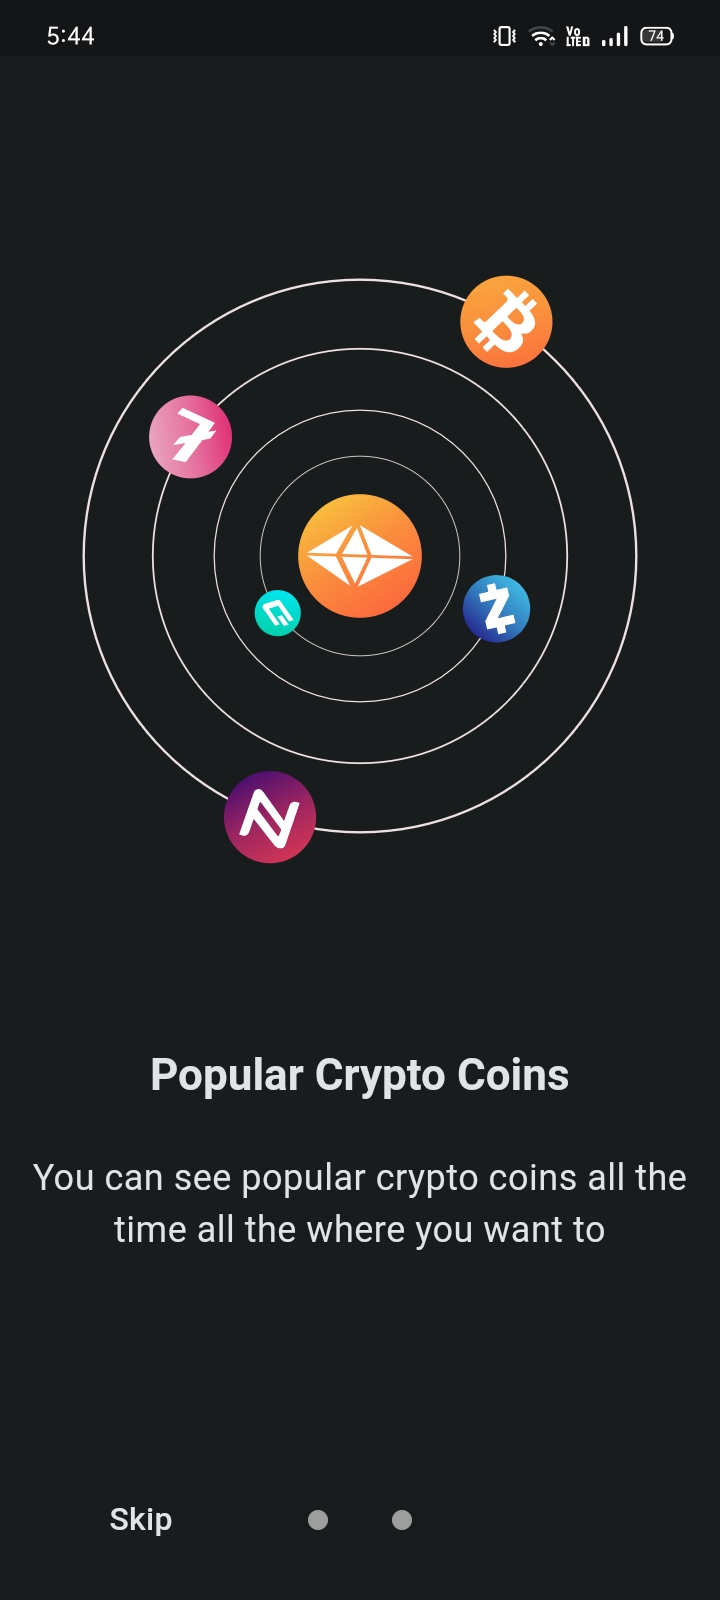 5:44
Vo
LTED
74
Popular Crypto Coins
You can see popular crypto coins all the
time all the where you want to
Skip